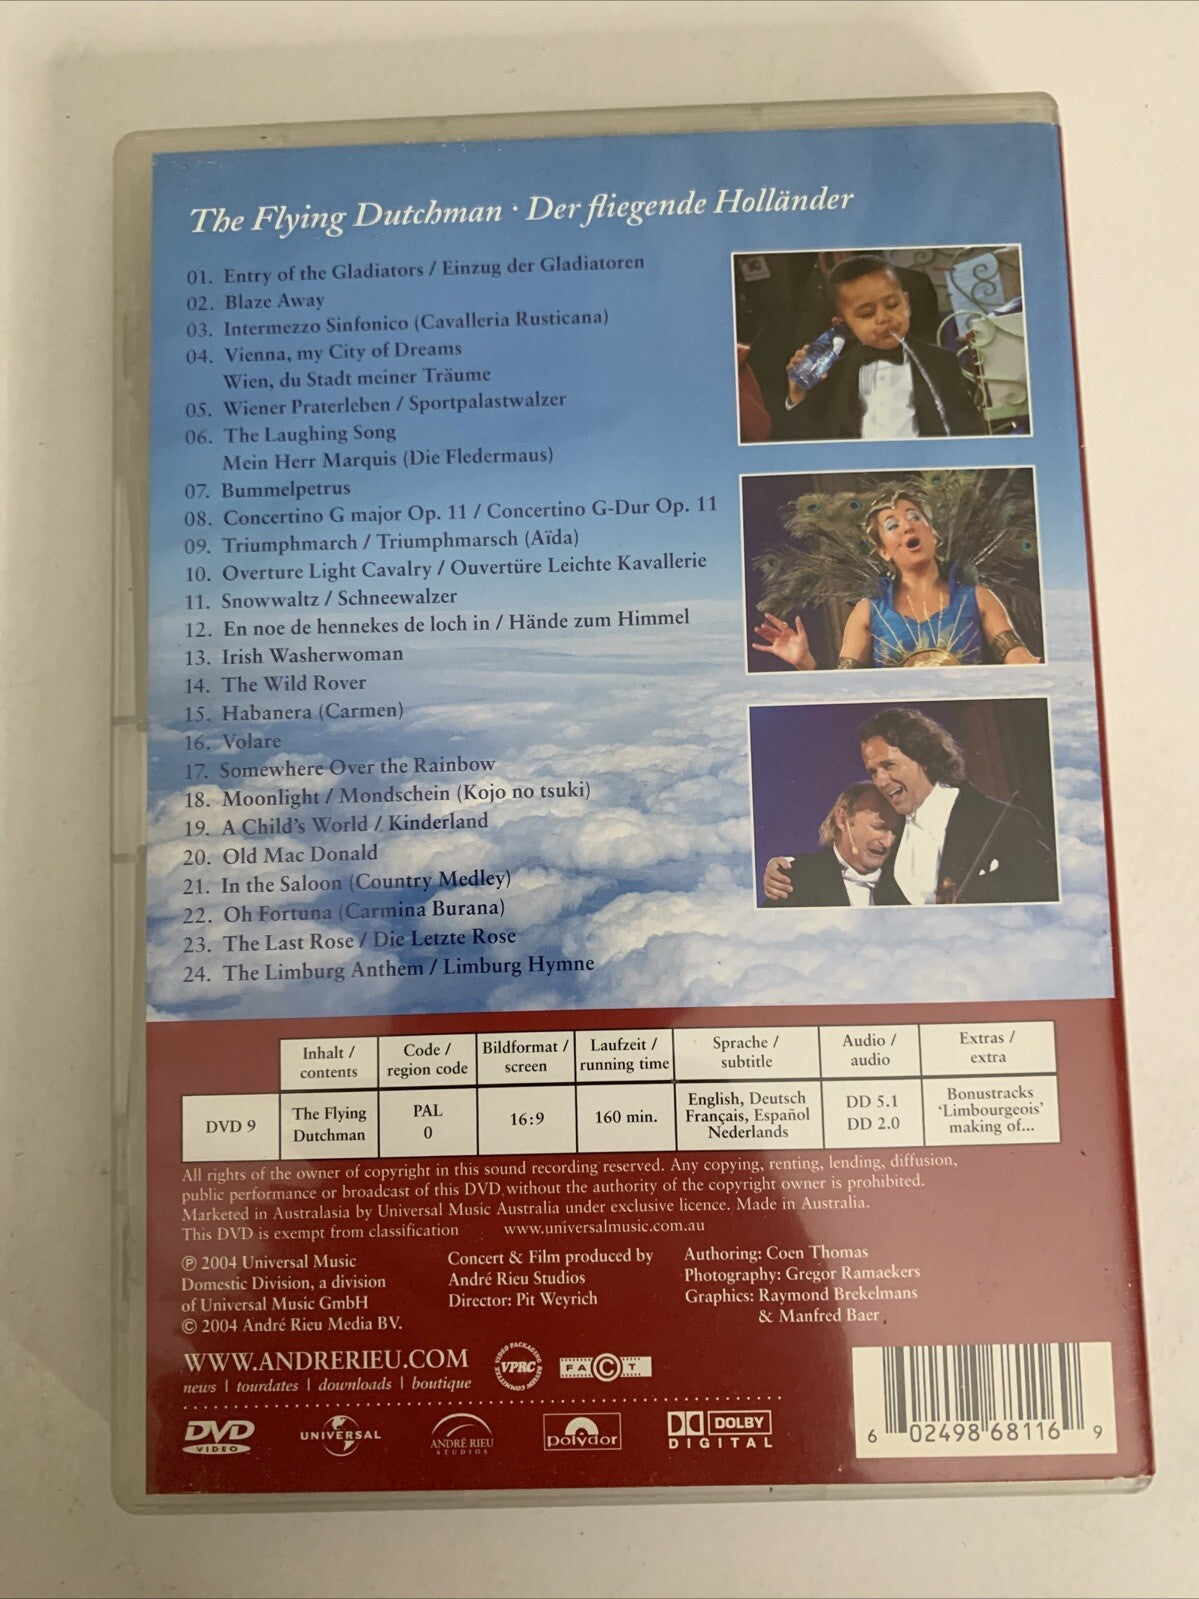 The Flying Dutchman · Der fliegende Holländer
01. Entry of the Gladiators / Einzug der Gladiatoren
02. Blaze Away
03. Intermezzo Sinfonico (Cavalleria Rusticana)
04. Vienna, my City of Dreams
Wien, du Stadt meiner Träume
05. Wiener Praterleben / Sportpalastwalzer
06. The Laughing Song
Mein Herr Marquis (Die Fledermaus)
07. Bummelpetrus
08. Concertino G major Op. 11 / Concertino G-Dur Op. 11
09. Triumphmarch / Triumphmarsch (Aïda)
10. Overture Light Cavalry / Ouvertüre Leichte Kavallerie
11. Snowwaltz / Schneewalzer
12. En noe de hennekes de loch in / Hände zum Himmel
13. Irish Washerwoman
14. The Wild Rover
15. Habanera (Carmen)
16. Volare
17. Somewhere Over the Rainbow
18. Moonlight / Mondschein (Kojo no tsuki)
19. A Child's World / Kinderland
20. Old Mac Donald
21. In the Saloon (Country Medley)
22. Oh Fortuna (Carmina Burana)
23. The Last Rose / Die Letzte Rose
24. The Limburg Anthem / Limburg Hymne
Inhalt / contents
Code / region code
Bildformat / screen
Laufzeit / running time
Sprache / subtitle
Audio / audio
Extras / extra
DVD 9
The Flying Dutchman
PAL 0
16:9
160 min.
English, Deutsch
Français, Español
Nederlands
DD 5.1
DD 2.0
Bonustracks
'Limbourgeois'
making of...
All rights of the owner of copyright in this sound recording reserved. Any copying, renting, lending, diffusion,
public performance or broadcast of this DVD without the authority of the copyright owner is prohibited.
Marketed in Australasia by Universal Music Australia under exclusive licence. Made in Australia.
This DVD is exempt from classification www.universalmusic.com.au
℗ 2004 Universal Music
Domestic Division, a division
of Universal Music GmbH
© 2004 André Rieu Media BV.
Concert & Film produced by
André Rieu Studios
Director: Pit Weyrich
Authoring: Coen Thomas
Photography: Gregor Ramaekers
Graphics: Raymond Brekelmans
& Manfred Baer
WWW.ANDRERIEU.COM
news | tourdates | downloads | boutique
VIDEO PACKAGING REVIEW COMMITTEE
VPRC
FACT
DVD
VIDEO
UNIVERSAL
ANDRÉ RIEU
STUDIOS
polydor
DOLBY
DIGITAL
6 02498 68116 9